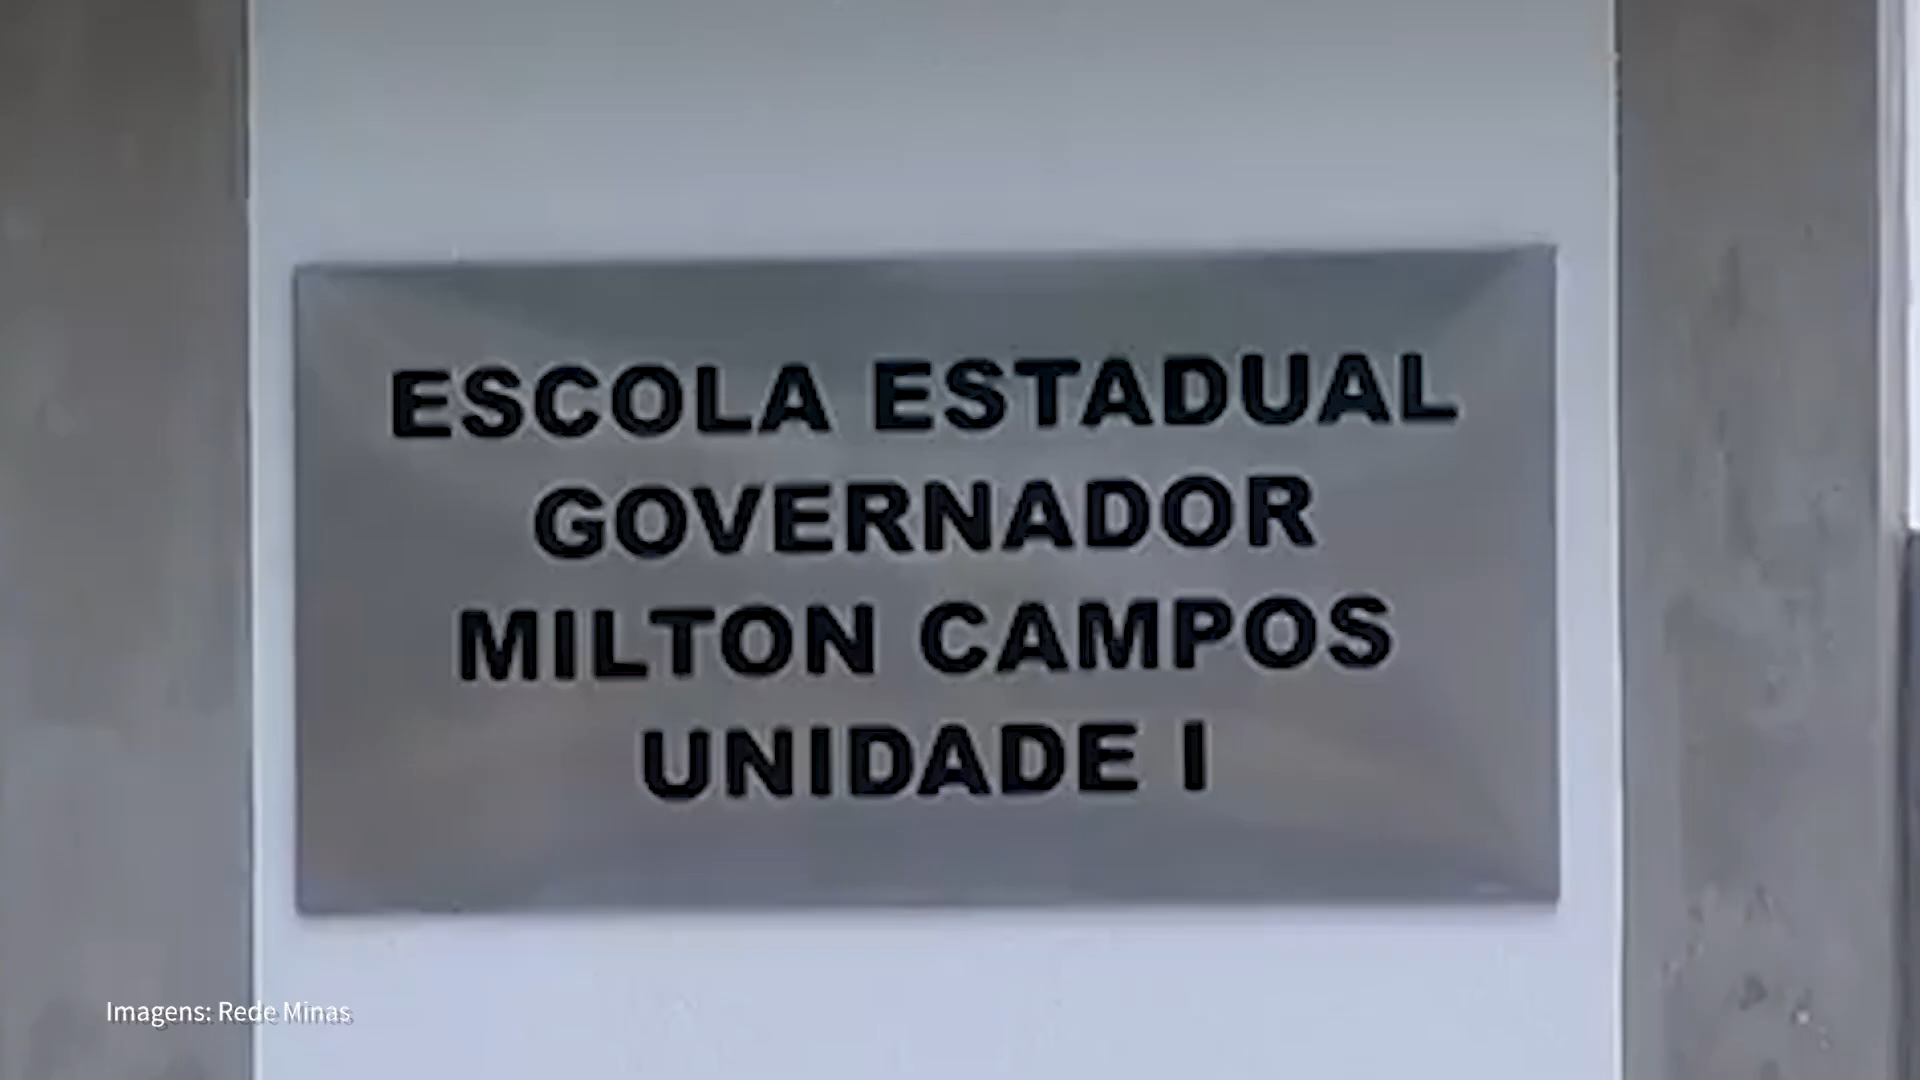 ESCOLA ESTADUAL
GOVERNADOR
MILTON CAMPOS
UNIDADE I
Imagens: Rede Minas